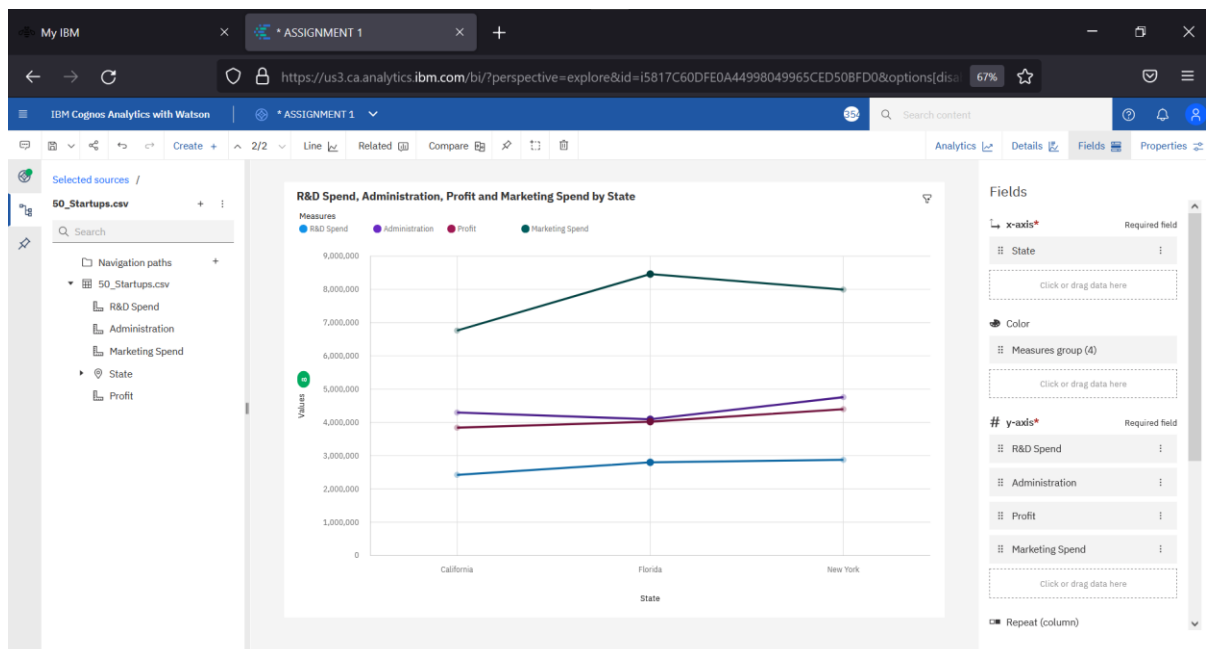 My IBM
* ASSIGNMENT 1
https://us3.ca.analytics.ibm.com/bi/?perspective=explore&id=i5817C60DFE0A44998049965CED50BFD0&options[disal 67%
IBM Cognos Analytics with Watson
* ASSIGNMENT 1
Search content
Create +
2/2
Line
Related
Compare
Analytics
Details
Fields
Properties
Selected sources /
50_Startups.csv
Search
Navigation paths
50_Startups.csv
R&D Spend
Administration
Marketing Spend
State
Profit
R&D Spend, Administration, Profit and Marketing Spend by State
Measures
R&D Spend Administration Profit Marketing Spend
9,000,000
8,000,000
7,000,000
6,000,000
5,000,000
4,000,000
3,000,000
2,000,000
1,000,000
0
Values
California Florida New York
State
Fields
x-axis* Required field
State
Click or drag data here
Color
Measures group (4)
Click or drag data here
# y-axis* Required field
R&D Spend
Administration
Profit
Marketing Spend
Click or drag data here
Repeat (column)